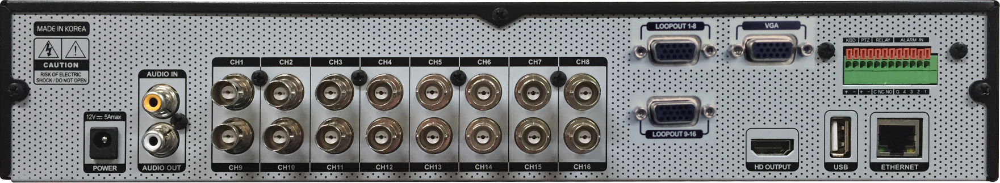 MADE IN KOREA
CAUTION
RISK OF ELECTRIC
SHOCK / DO NOT OPEN
12V⎓ 5Amax
POWER
AUDIO IN
AUDIO OUT
CH1 CH2 CH3 CH4 CH5 CH6 CH7 CH8
CH9 CH10 CH11 CH12 CH13 CH14 CH15 CH16
LOOPOUT 1-8
LOOPOUT 9-16
VGA
KBD PTZ RELAY ALARM IN
+ - + - C NC NO G 4 3 2 1
HD OUTPUT
USB
ETHERNET